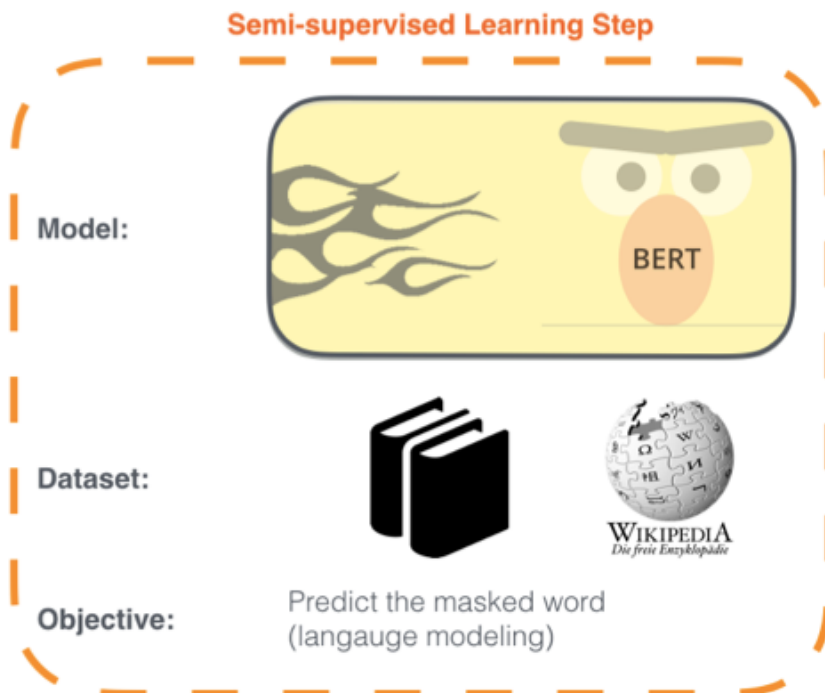 Semi-supervised Learning Step
Model:
BERT
Dataset:
WIKIPEDIA
Die freie Enzyklopädie
Objective:
Predict the masked word
(langauge modeling)